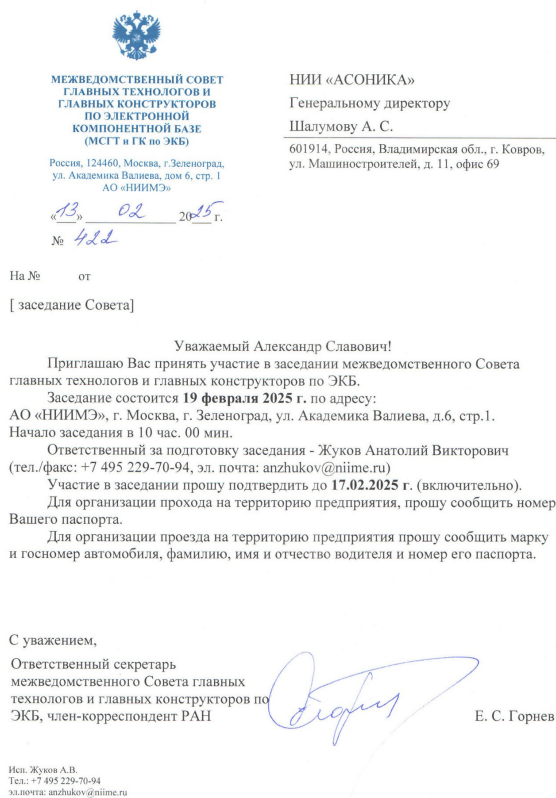 МЕЖВЕДОМСТВЕННЫЙ СОВЕТ
ГЛАВНЫХ ТЕХНОЛОГОВ И
ГЛАВНЫХ КОНСТРУКТОРОВ
ПО ЭЛЕКТРОННОЙ
КОМПОНЕНТНОЙ БАЗЕ
(МСГТ и ГК по ЭКБ)
Россия, 124460, Москва, г.Зеленоград,
ул. Академика Валиева, дом 6, стр. 1
АО «НИИМЭ»
«13» 02 2025 г.
№ 422
НИИ «АСОНИКА»
Генеральному директору
Шалумову А. С.
601914, Россия, Владимирская обл., г. Ковров,
ул. Машиностроителей, д. 11, офис 69
На № от
[ заседание Совета]
Уважаемый Александр Славович!
Приглашаю Вас принять участие в заседании межведомственного Совета
главных технологов и главных конструкторов по ЭКБ.
Заседание состоится 19 февраля 2025 г. по адресу:
АО «НИИМЭ», г. Москва, г. Зеленоград, ул. Академика Валиева, д.6, стр.1.
Начало заседания в 10 час. 00 мин.
Ответственный за подготовку заседания - Жуков Анатолий Викторович
(тел./факс: +7 495 229-70-94, эл. почта: anzhukov@niime.ru)
Участие в заседании прошу подтвердить до 17.02.2025 г. (включительно).
Для организации прохода на территорию предприятия, прошу сообщить номер
Вашего паспорта.
Для организации проезда на территорию предприятия прошу сообщить марку
и госномер автомобиля, фамилию, имя и отчество водителя и номер его паспорта.
С уважением,
Ответственный секретарь
межведомственного Совета главных
технологов и главных конструкторов по
ЭКБ, член-корреспондент РАН
Е. С. Горнев
Исп. Жуков А.В.
Тел.: +7 495 229-70-94
эл.почта: anzhukov@niime.ru